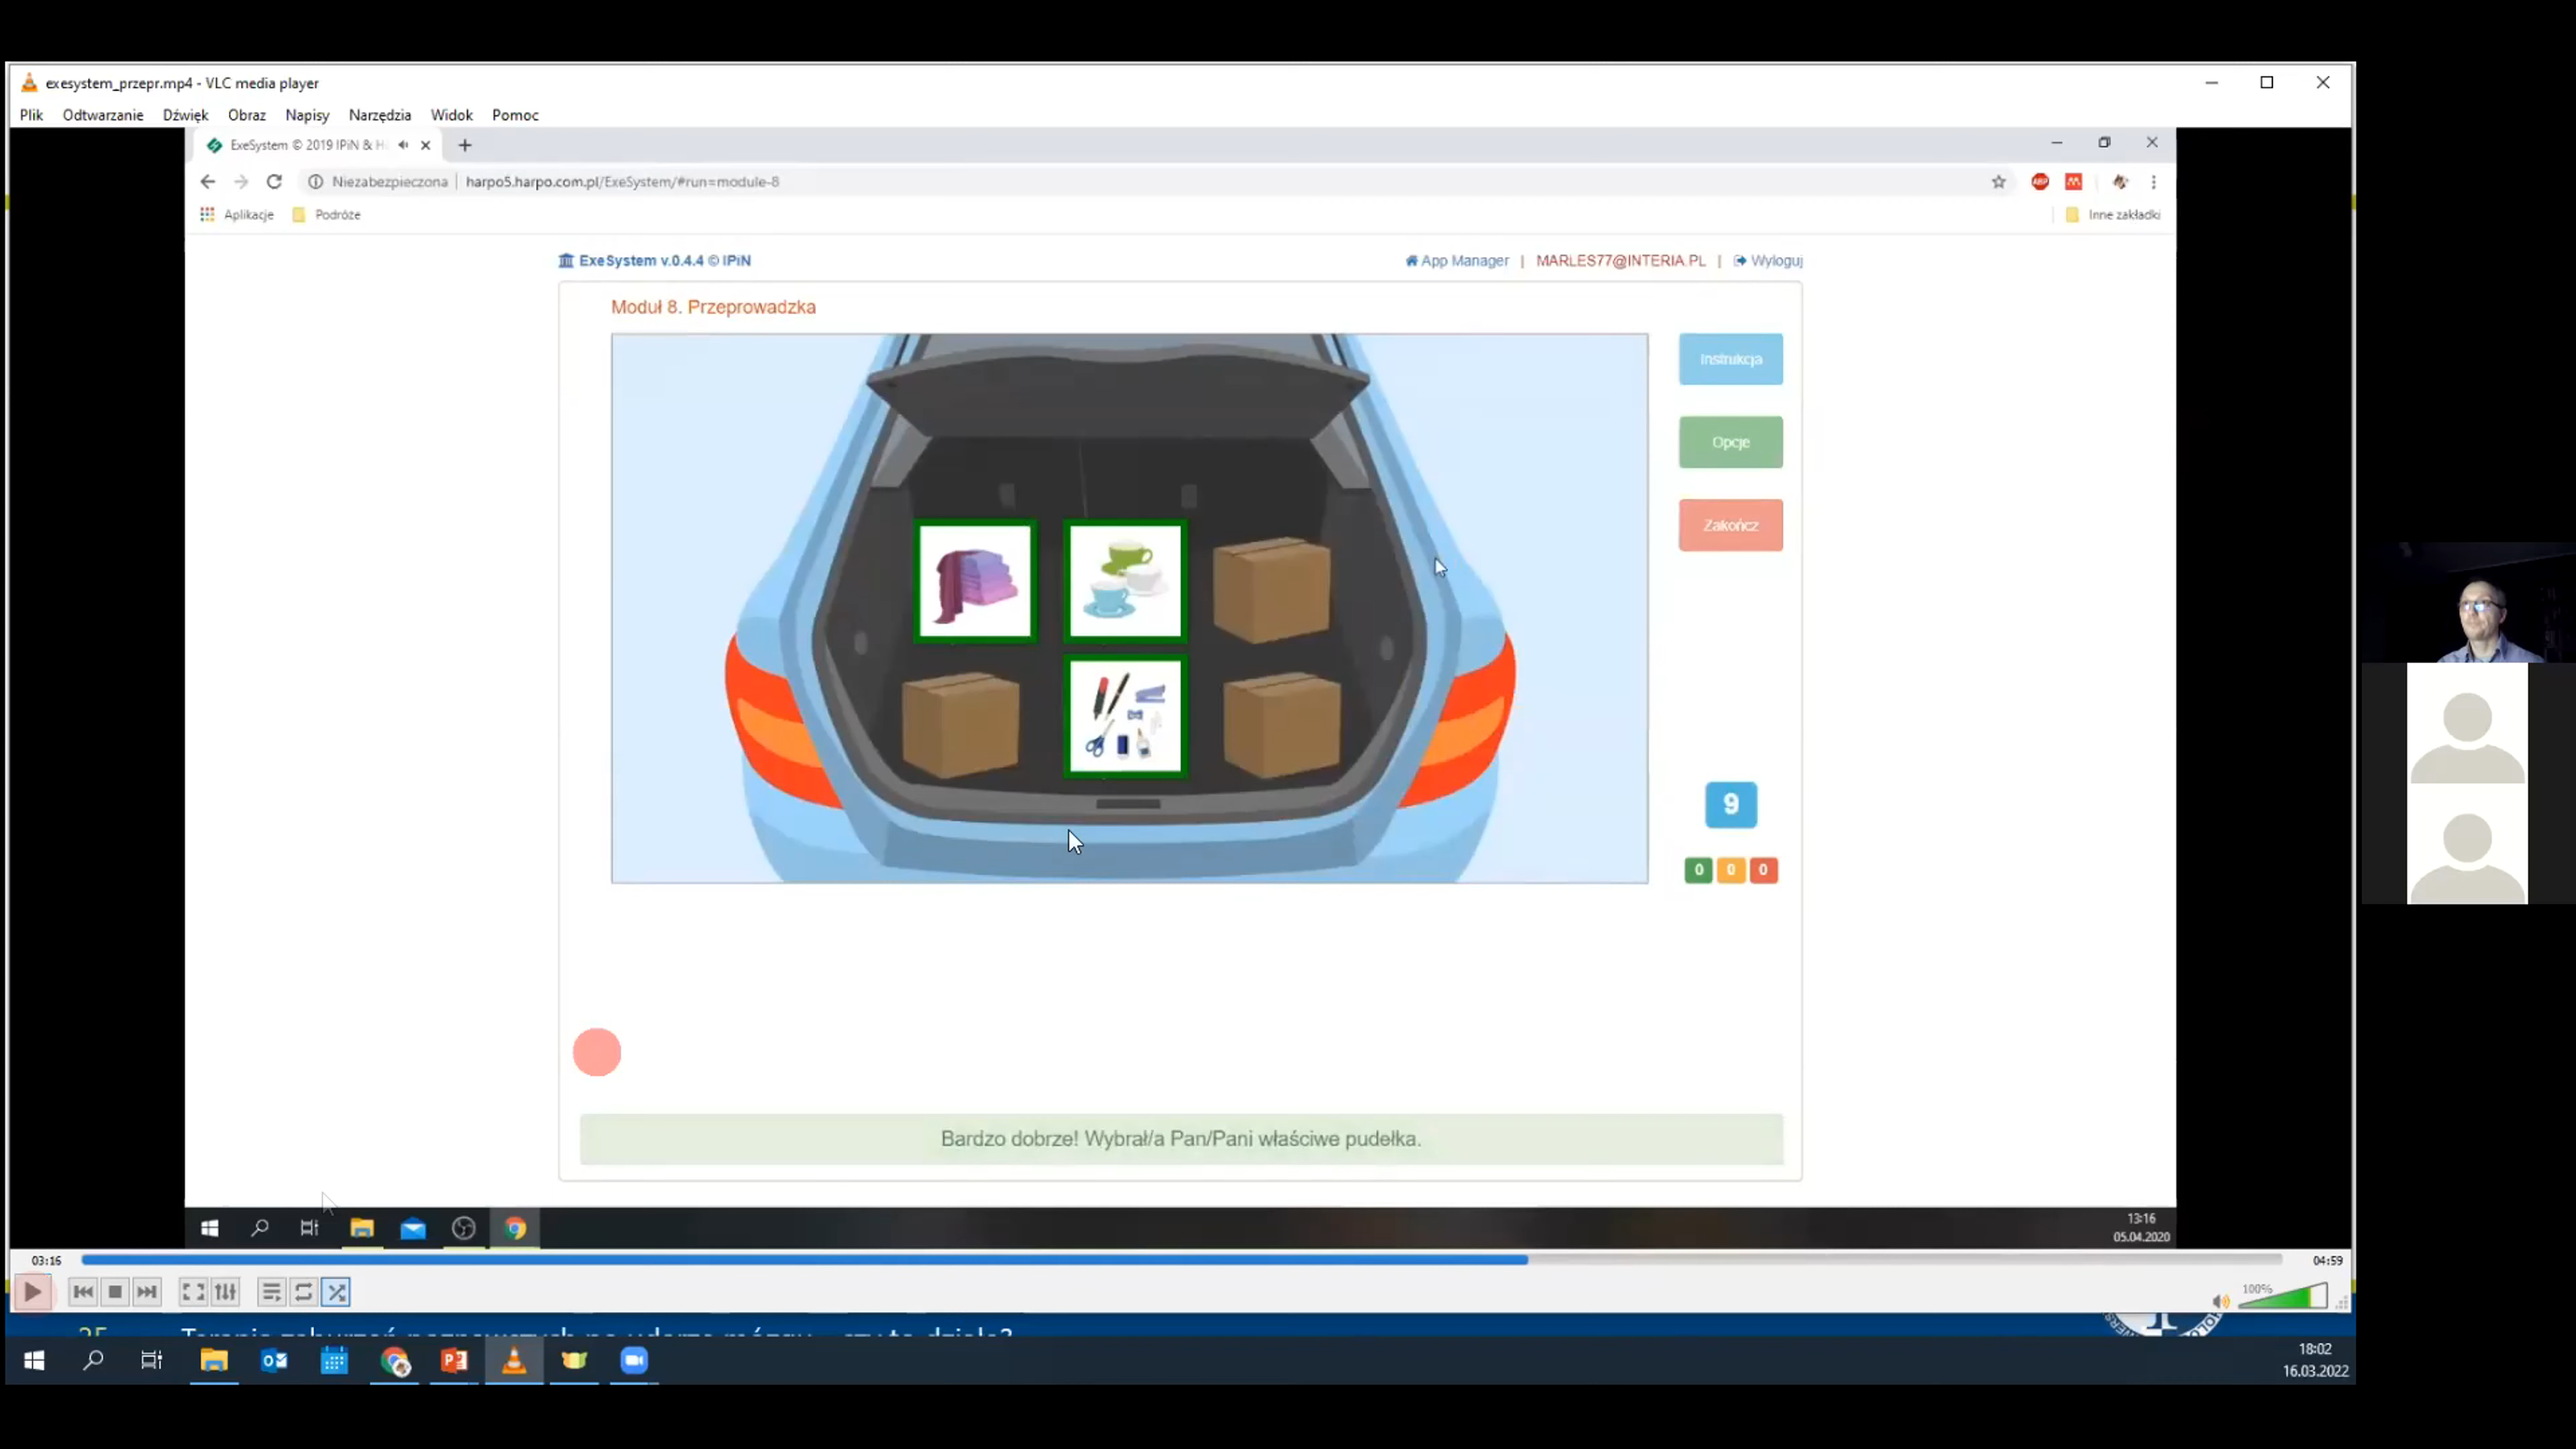 exesystem_przepr.mp4 - VLC media player
Plik Odtwarzanie Dźwięk Obraz Napisy Narzędzia Widok Pomoc
ExeSystem © 2019 IPiN & H
Niezabezpieczona harpo5.harpo.com.pl/ExeSystem/#run=module-8
ABP
Aplikacje Podróże Inne zakładki
ExeSystem v.0.4.4 © IPiN App Manager | MARLES77@INTERIA.PL | Wyloguj
Moduł 8. Przeprowadzka
Instrukcja
Opcje
Zakończ
9
0 0 0
Bardzo dobrze! Wybrał/a Pan/Pani właściwe pudełka.
13:16
05.04.2020
03:16 04:59
100%
18:02
16.03.2022